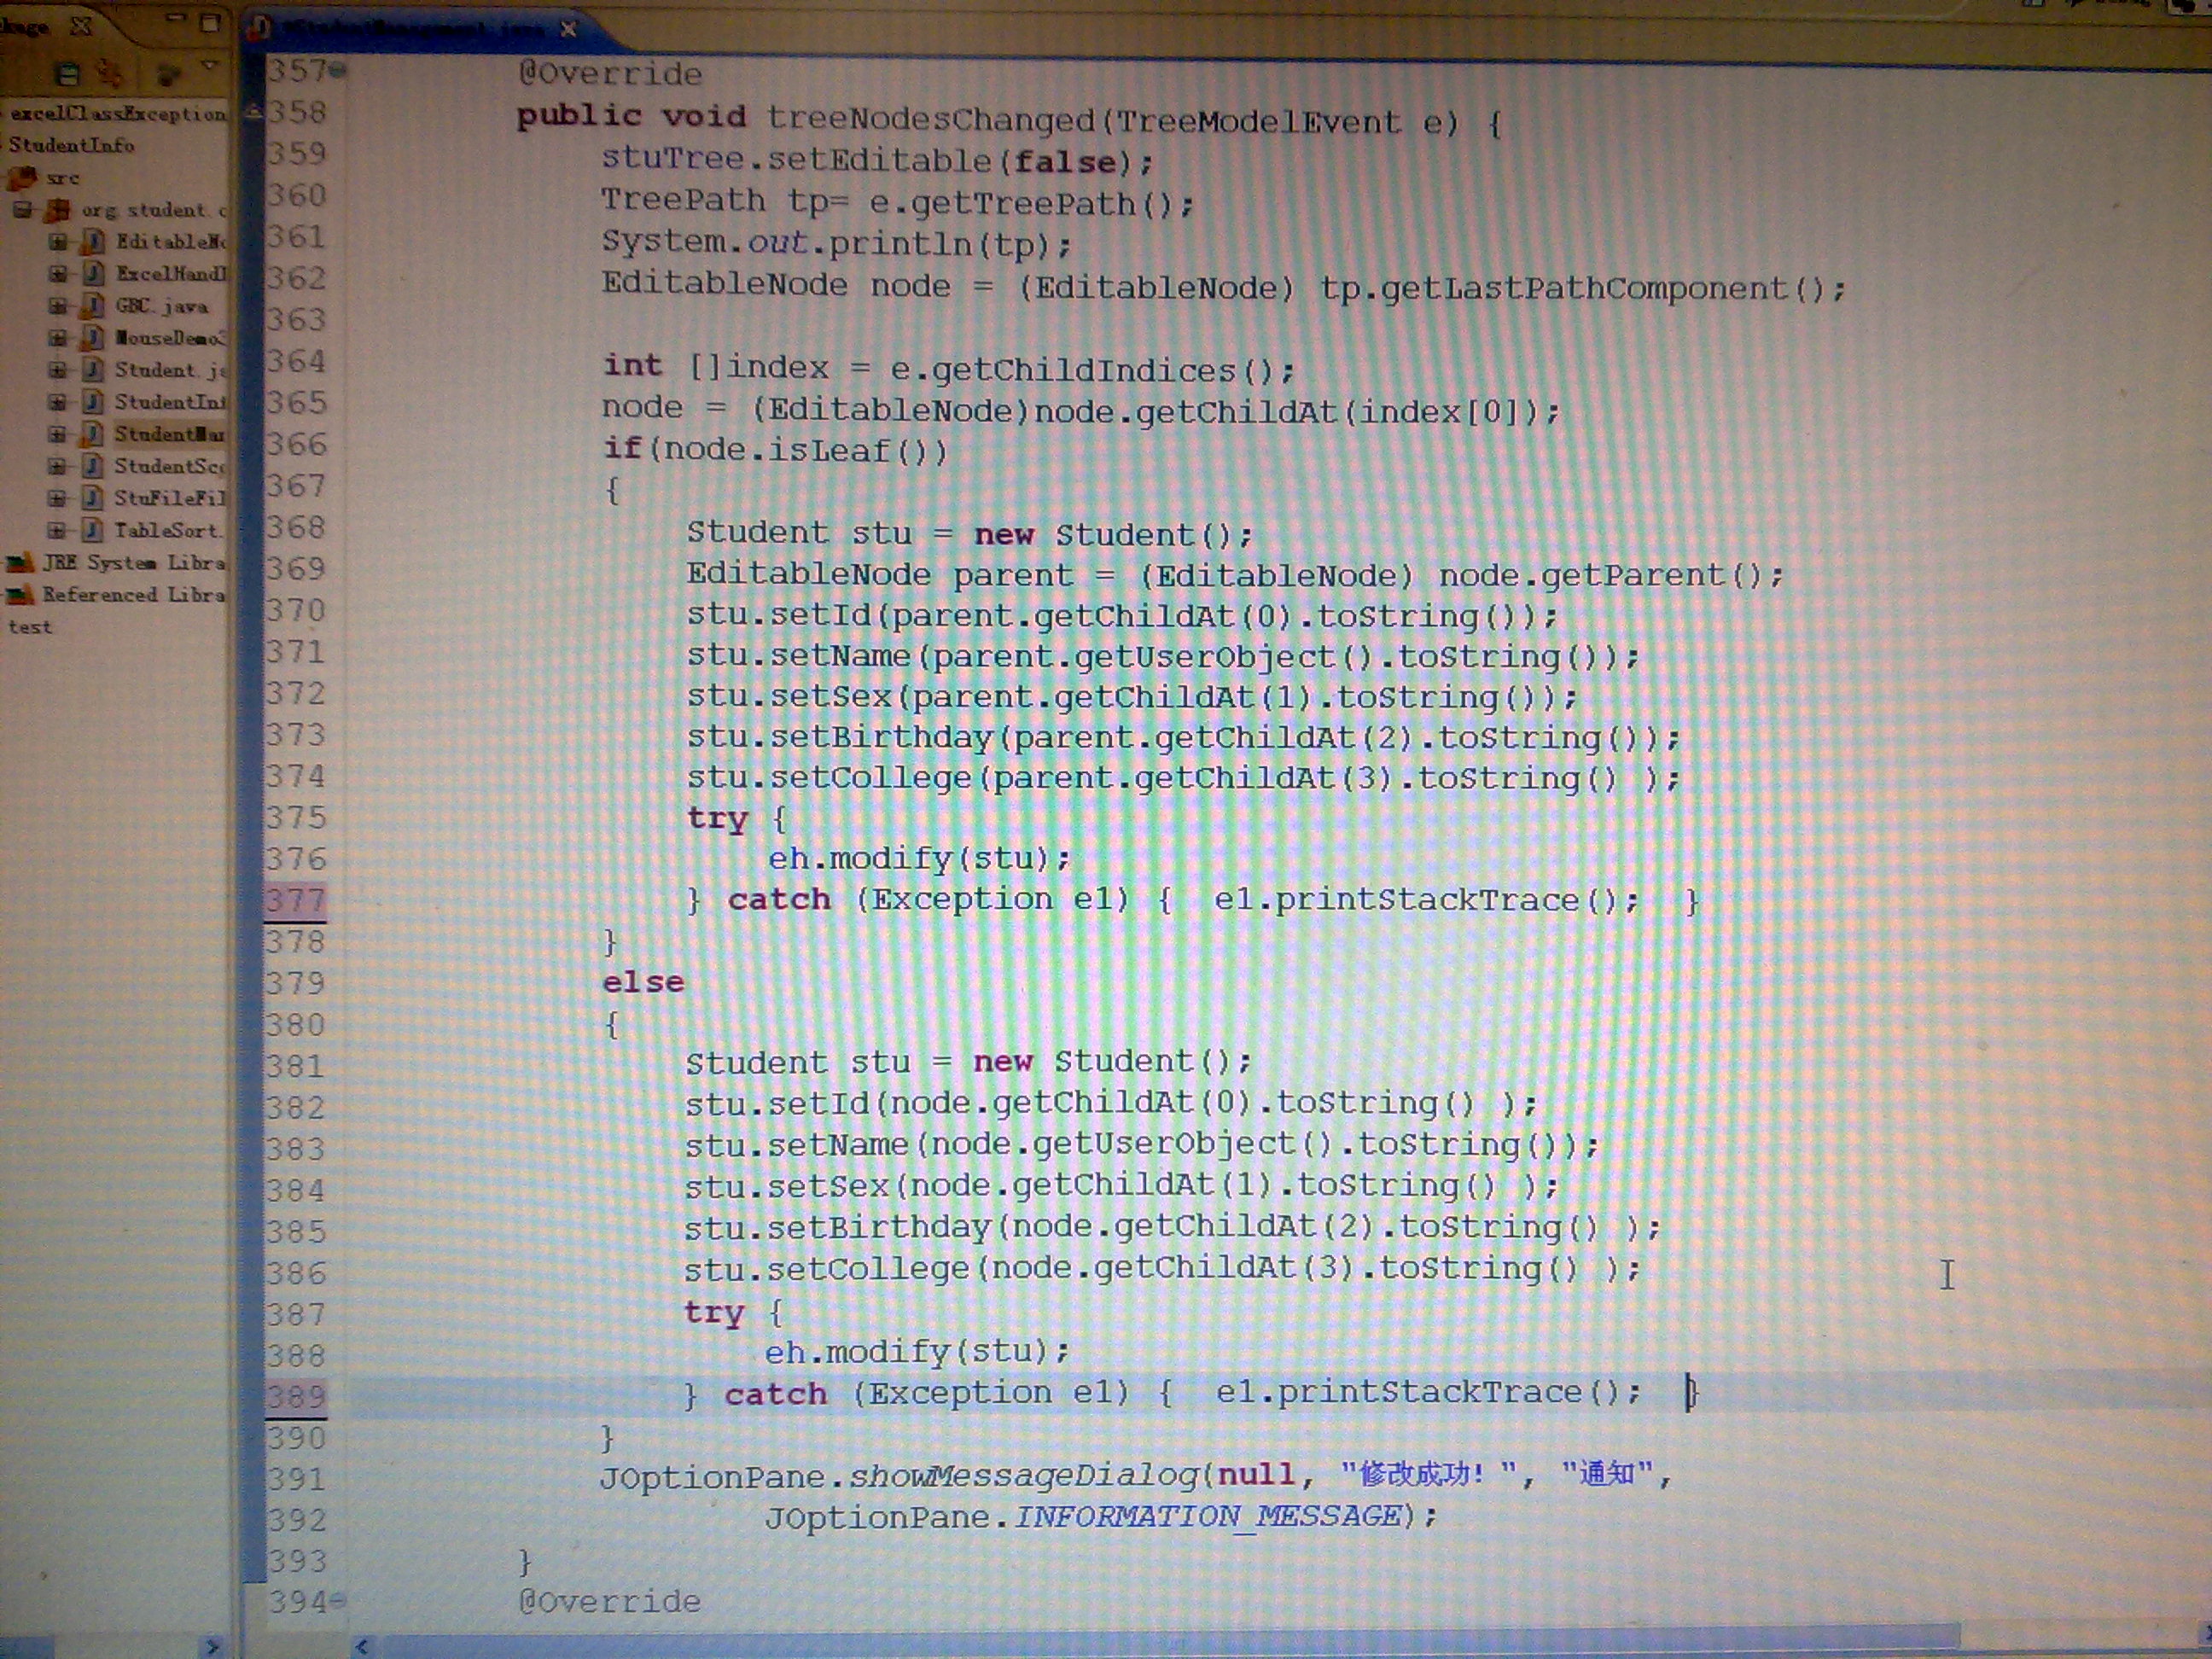 excelClassException
StudentInfo
src
org.student.c
EditableNo
ExcelHandl
GBC.java
MouseDemo
Student.ja
StudentInf
StudentMan
StudentSco
StuFileFil
TableSort.
JRE System Libra
Referenced Libra
test
357 @Override
358 public void treeNodesChanged(TreeModelEvent e) {
359 stuTree.setEditable(false);
360 TreePath tp= e.getTreePath();
361 System.out.println(tp);
362 EditableNode node = (EditableNode) tp.getLastPathComponent();
363
364 int []index = e.getChildIndices();
365 node = (EditableNode)node.getChildAt(index[0]);
366 if(node.isLeaf())
367 {
368 Student stu = new Student();
369 EditableNode parent = (EditableNode) node.getParent();
370 stu.setId(parent.getChildAt(0).toString());
371 stu.setName(parent.getUserObject().toString());
372 stu.setSex(parent.getChildAt(1).toString());
373 stu.setBirthday(parent.getChildAt(2).toString());
374 stu.setCollege(parent.getChildAt(3).toString() );
375 try {
376 eh.modify(stu);
377 } catch (Exception e1) { e1.printStackTrace(); }
378 }
379 else
380 {
381 Student stu = new Student();
382 stu.setId(node.getChildAt(0).toString() );
383 stu.setName(node.getUserObject().toString());
384 stu.setSex(node.getChildAt(1).toString() );
385 stu.setBirthday(node.getChildAt(2).toString() );
386 stu.setCollege(node.getChildAt(3).toString() );
387 try {
388 eh.modify(stu);
389 } catch (Exception e1) { e1.printStackTrace(); }
390 }
391 JOptionPane.showMessageDialog(null, "修改成功! ", "通知",
392 JOptionPane.INFORMATION_MESSAGE);
393 }
394 @Override